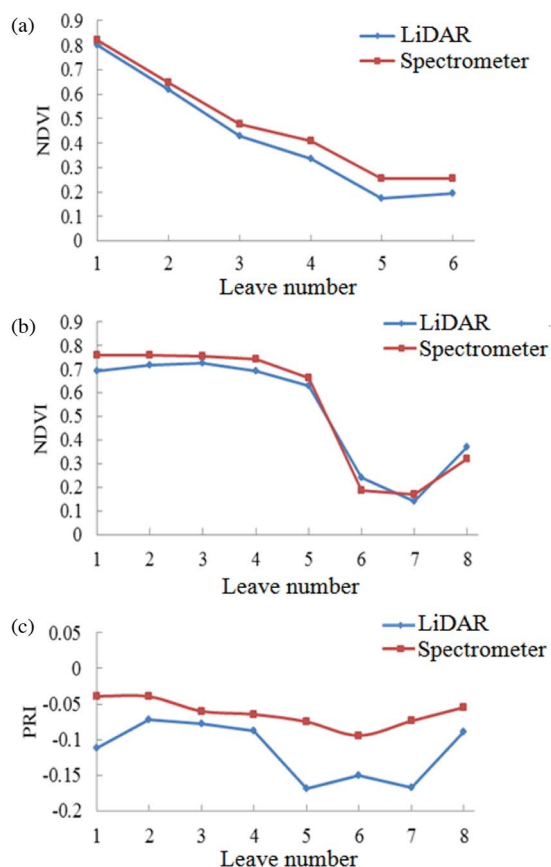 (a)
0.9
0.8
0.7
0.6
0.5
0.4
0.3
0.2
0.1
0
NDVI
LiDAR
Spectrometer
1 2 3 4 5 6
Leave number
(b)
0.9
0.8
0.7
0.6
0.5
0.4
0.3
0.2
0.1
0
NDVI
LiDAR
Spectrometer
1 2 3 4 5 6 7 8
Leave number
(c)
0.05
0
-0.05
-0.1
-0.15
-0.2
PRI
LiDAR
Spectrometer
1 2 3 4 5 6 7 8
Leave number